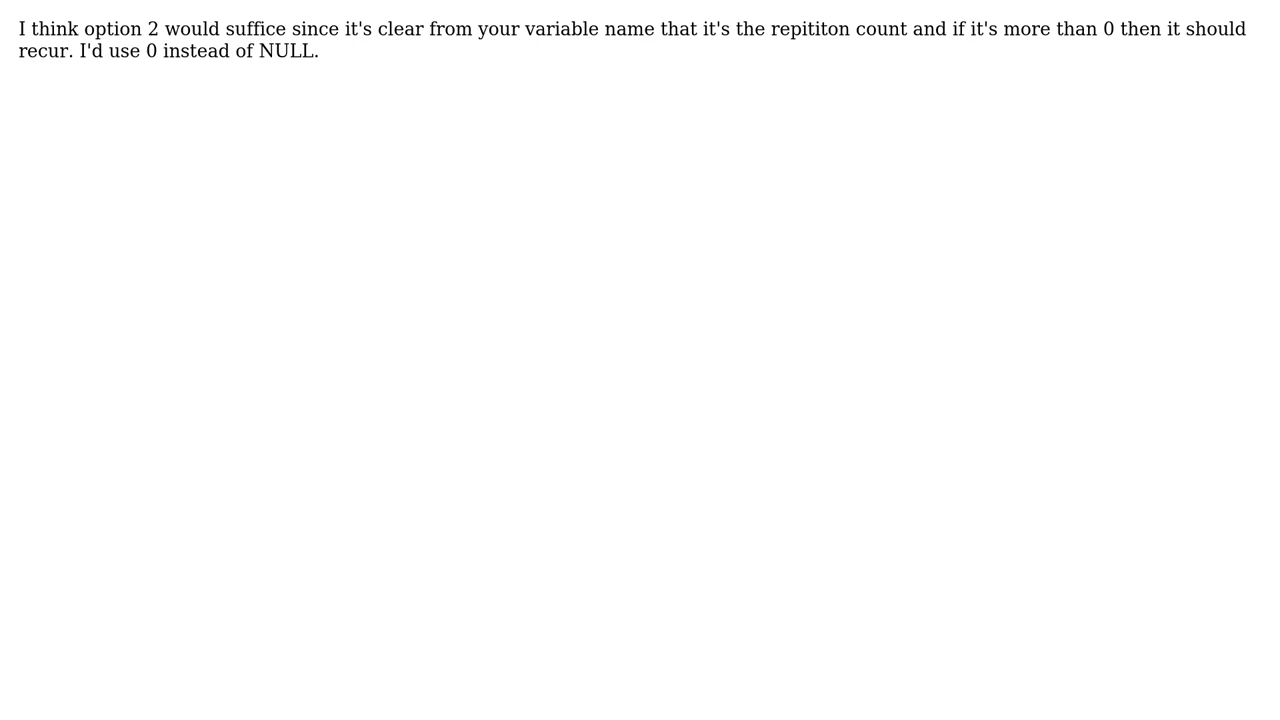 I think option 2 would suffice since it's clear from your variable name that it's the repititon count and if it's more than 0 then it should
recur. I'd use 0 instead of NULL.